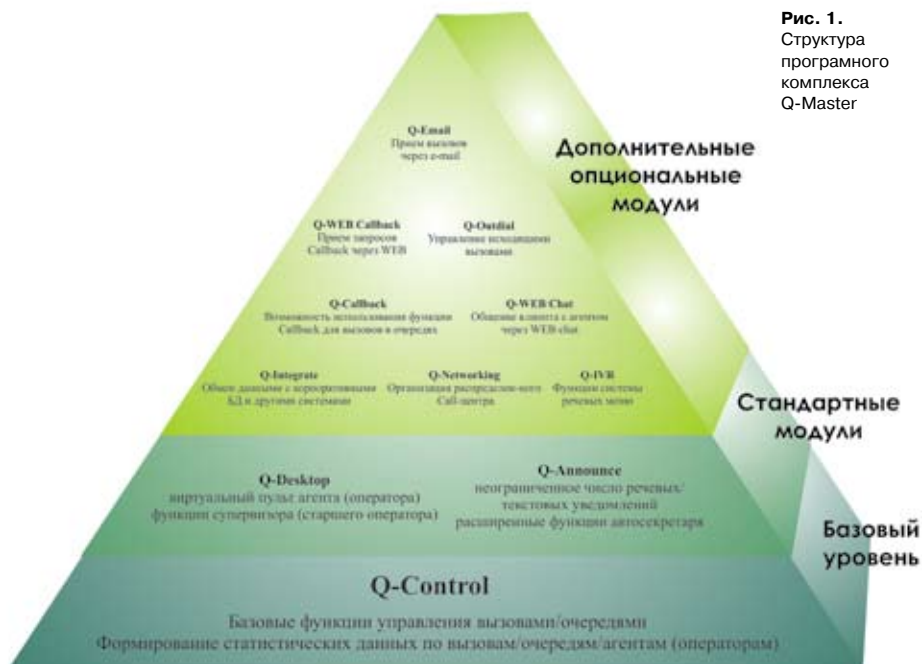 Рис. 1.
Структура
програмного
комплекса
Q-Master
Q-Email
Прием вызовов
через e-mail
Дополнительные
опциональные
модули
Q-WEB Callback
Прием запросов
Callback через WEB
Q-Outdial
Управление исходящими
вызовами
Q-Callback
Возможность использования функции
Callback для вызовов в очередях
Q-WEB Chat
Общение клиента с агентом
через WEB chat
Q-Integrate
Обмен данными с корпоративными
БД и другими системами
Q-Networking
Организация распределен-ного
Call-центра
Q-IVR
Функции системы
речевых меню
Стандартные
модули
Q-Desktop
виртуальный пульт агента (оператора)
функции супервизора (старшего оператора)
Q-Announce
неограниченное число речевых/
текстовых уведомлений
расширенные функции автосекретаря
Базовый
уровень
Q-Control
Базовые функции управления вызовами/очередями
Формирование статистических данных по вызовам/очередям/агентам (операторам)